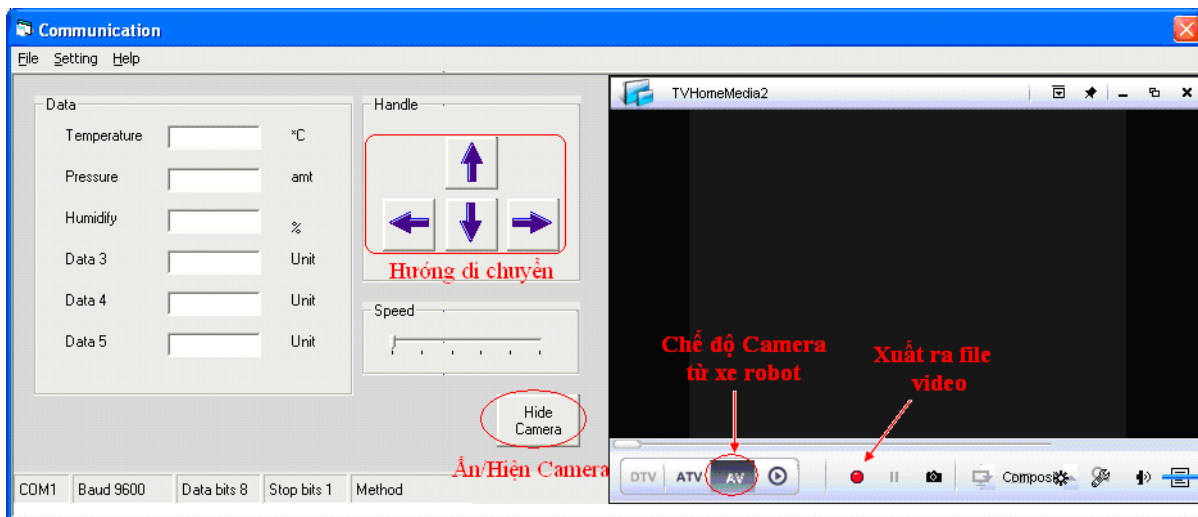 Communication
File Setting Help
Data
Temperature °C
Pressure amt
Humidify %
Data 3 Unit
Data 4 Unit
Data 5 Unit
Handle
Hướng di chuyển
Speed
Hide
Camera
Ẩn/Hiện Camera
COM1 Baud 9600 Data bits 8 Stop bits 1 Method
TVHomeMedia2
Chế độ Camera
từ xe robot
Xuất ra file
video
DTV ATV AV